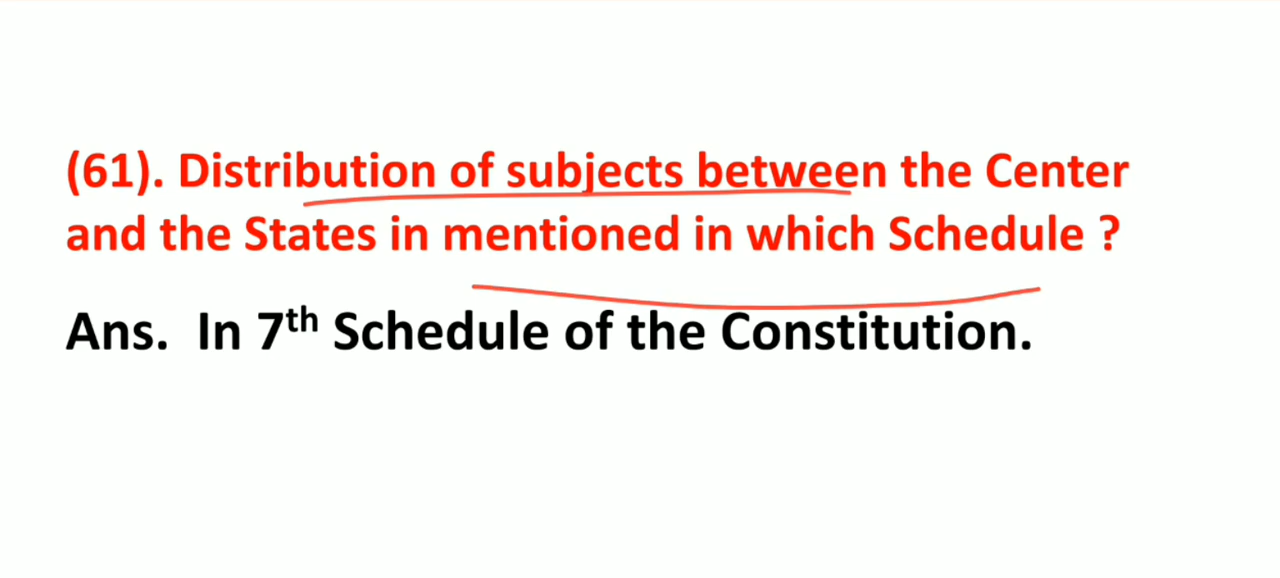 (61). Distribution of subjects between the Center
and the States in mentioned in which Schedule ?
Ans. In 7th Schedule of the Constitution.